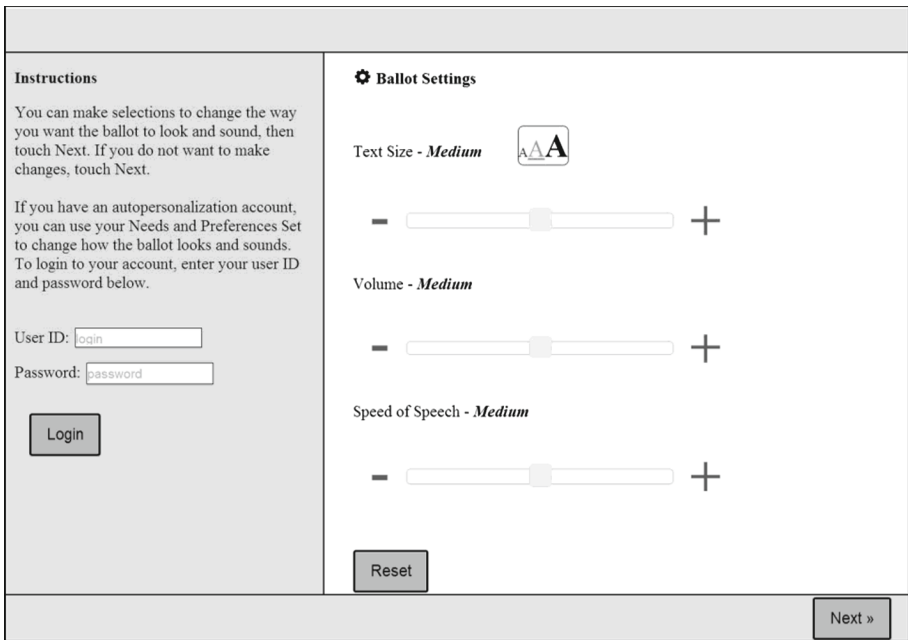 Instructions
You can make selections to change the way
you want the ballot to look and sound, then
touch Next. If you do not want to make
changes, touch Next.
If you have an autopersonalization account,
you can use your Needs and Preferences Set
to change how the ballot looks and sounds.
To login to your account, enter your user ID
and password below.
User ID: login
Password: password
Login
Ballot Settings
Text Size - Medium AAA
- +
Volume - Medium
- +
Speed of Speech - Medium
- +
Reset
Next »